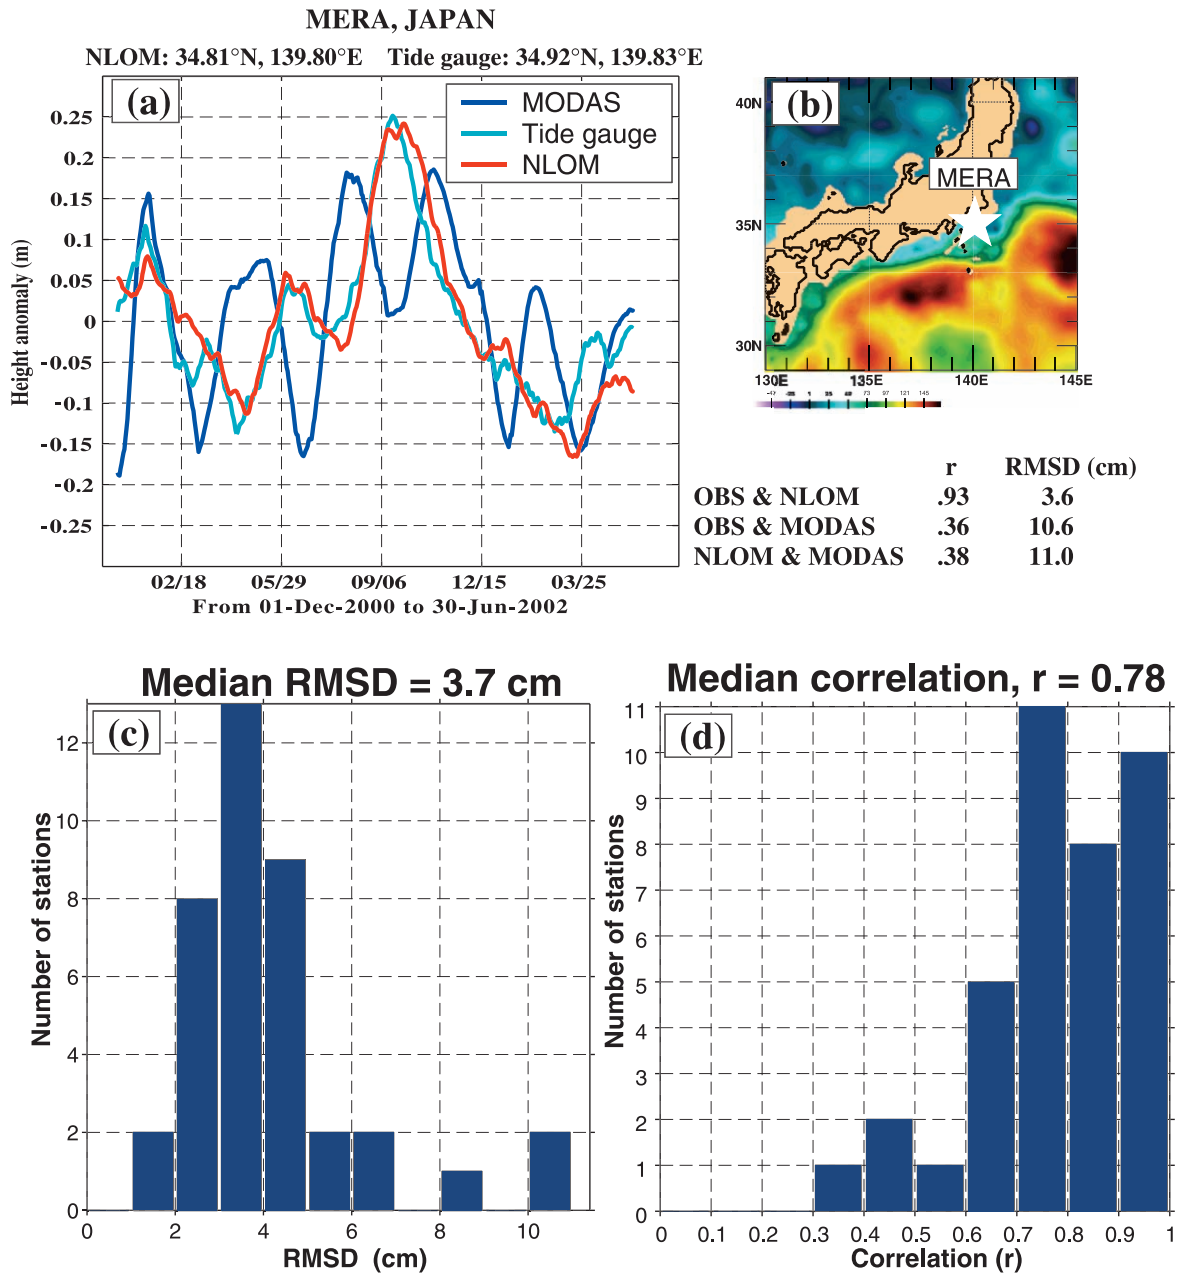 MERA, JAPAN
NLOM: 34.81°N, 139.80°E Tide gauge: 34.92°N, 139.83°E
(a)
MODAS
Tide gauge
NLOM
Height anomaly (m)
0.25
0.2
0.15
0.1
0.05
0
-0.05
-0.1
-0.15
-0.2
-0.25
02/18 05/29 09/06 12/15 03/25
From 01-Dec-2000 to 30-Jun-2002
(b)
MERA
40N
35N
30N
130E 135E 140E 145E
73 97 121 145
r RMSD (cm)
OBS & NLOM .93 3.6
OBS & MODAS .36 10.6
NLOM & MODAS .38 11.0
Median RMSD = 3.7 cm
(c)
Number of stations
12
10
8
6
4
2
0
0 2 4 6 8 10
RMSD (cm)
Median correlation, r = 0.78
(d)
Number of stations
11
10
9
8
7
6
5
4
3
2
1
0
0 0.1 0.2 0.3 0.4 0.5 0.6 0.7 0.8 0.9 1
Correlation (r)